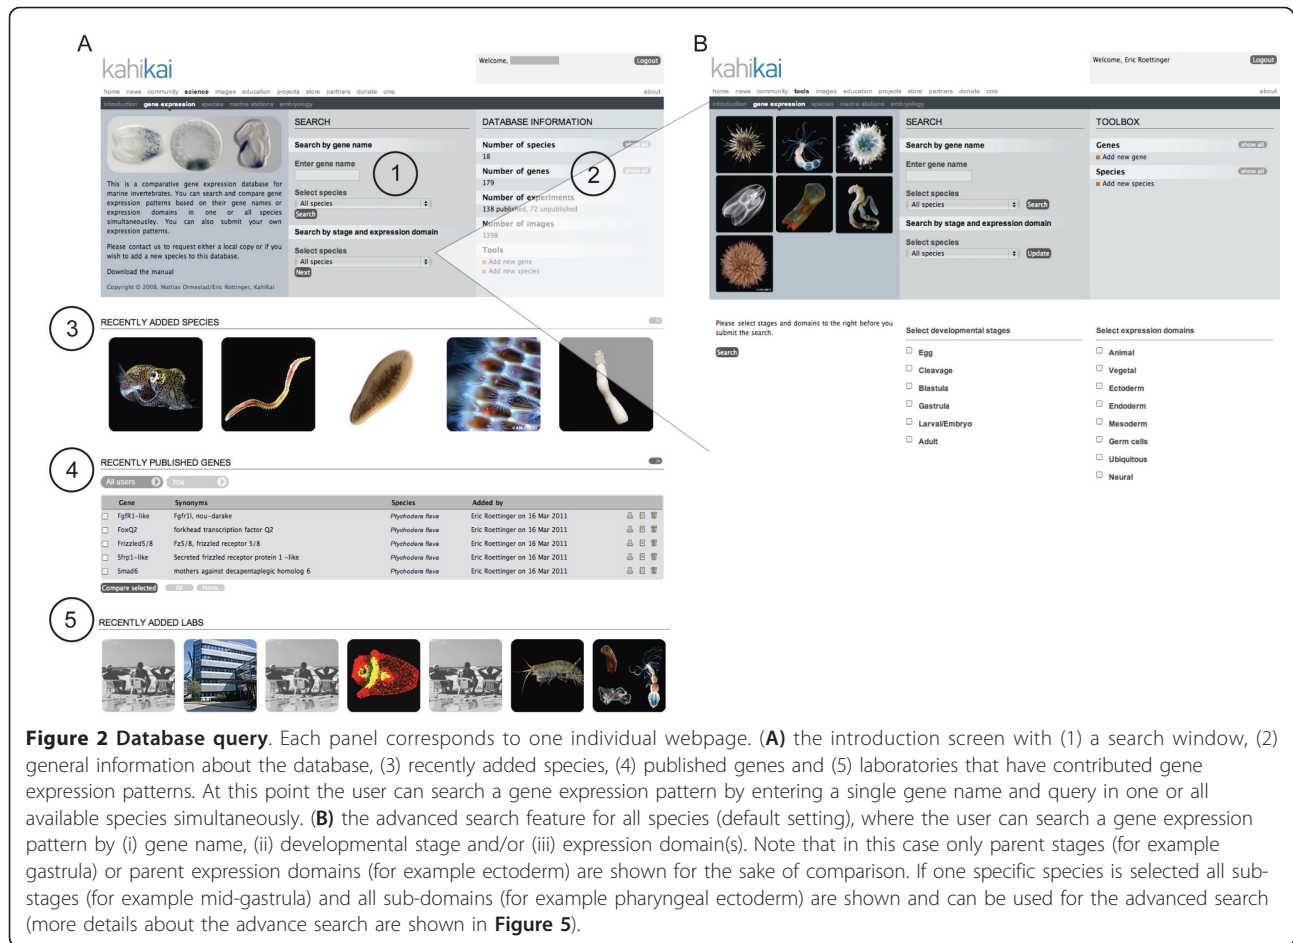 A
kahikai
Welcome,
Logout
home news community science images education projects store partners donate cms
about
introduction gene expression species marine stations embryology
This is a comparative gene expression database for
marine invertebrates. You can search and compare gene
expression patterns based on their gene names or
expression domains in one or all species
simultaneousley. You can also submit your own
expression patterns.
Please contact us to request either a local copy or if you
wish to add a new species to this database.
Download the manual
Copyright © 2008, Mattias Ormestad/Eric Rottinger, KahiKai
SEARCH
Search by gene name
Enter gene name
1
Select species
All species
Search
Search by stage and expression domain
Select species
All species
Next
DATABASE INFORMATION
Number of species
show all
18
Number of genes
show all
179
2
Number of experiments
138 published, 72 unpublished
Number of images
1398
Tools
Add new gene
Add new species
3
RECENTLY ADDED SPECIES
4
RECENTLY PUBLISHED GENES
All users
You
Gene Synonyms Species Added by
FgfR1-like Fgfr1l, nou-darake Ptychodera flava Eric Roettinger on 16 Mar 2011
FoxQ2 forkhead transcription factor Q2 Ptychodera flava Eric Roettinger on 16 Mar 2011
Frizzled5/8 Fz5/8, frizzled receptor 5/8 Ptychodera flava Eric Roettinger on 16 Mar 2011
Sfrp1-like Secreted frizzled receptor protein 1 -like Ptychodera flava Eric Roettinger on 16 Mar 2011
Smad6 mothers against decapentaplegic homolog 6 Ptychodera flava Eric Roettinger on 16 Mar 2011
Compare selected All None
5
RECENTLY ADDED LABS
B
kahikai
Welcome, Eric Roettinger
Logout
home news community tools images education projects store partners donate cms
about
introduction gene expression species marine stations embryology
SEARCH
Search by gene name
Enter gene name
Select species
All species
Search
Search by stage and expression domain
Select species
All species
Update
TOOLBOX
Genes
show all
Add new gene
Species
show all
Add new species
Please select stages and domains to the right before you
submit the search.
Search
Select developmental stages
Egg
Cleavage
Blastula
Gastrula
Larval/Embryo
Adult
Select expression domains
Animal
Vegetal
Ectoderm
Endoderm
Mesoderm
Germ cells
Ubiquitous
Neural
Figure 2 Database query. Each panel corresponds to one individual webpage. (A) the introduction screen with (1) a search window, (2)
general information about the database, (3) recently added species, (4) published genes and (5) laboratories that have contributed gene
expression patterns. At this point the user can search a gene expression pattern by entering a single gene name and query in one or all
available species simultaneously. (B) the advanced search feature for all species (default setting), where the user can search a gene expression
pattern by (i) gene name, (ii) developmental stage and/or (iii) expression domain(s). Note that in this case only parent stages (for example
gastrula) or parent expression domains (for example ectoderm) are shown for the sake of comparison. If one specific species is selected all sub-
stages (for example mid-gastrula) and all sub-domains (for example pharyngeal ectoderm) are shown and can be used for the advanced search
(more details about the advance search are shown in Figure 5).